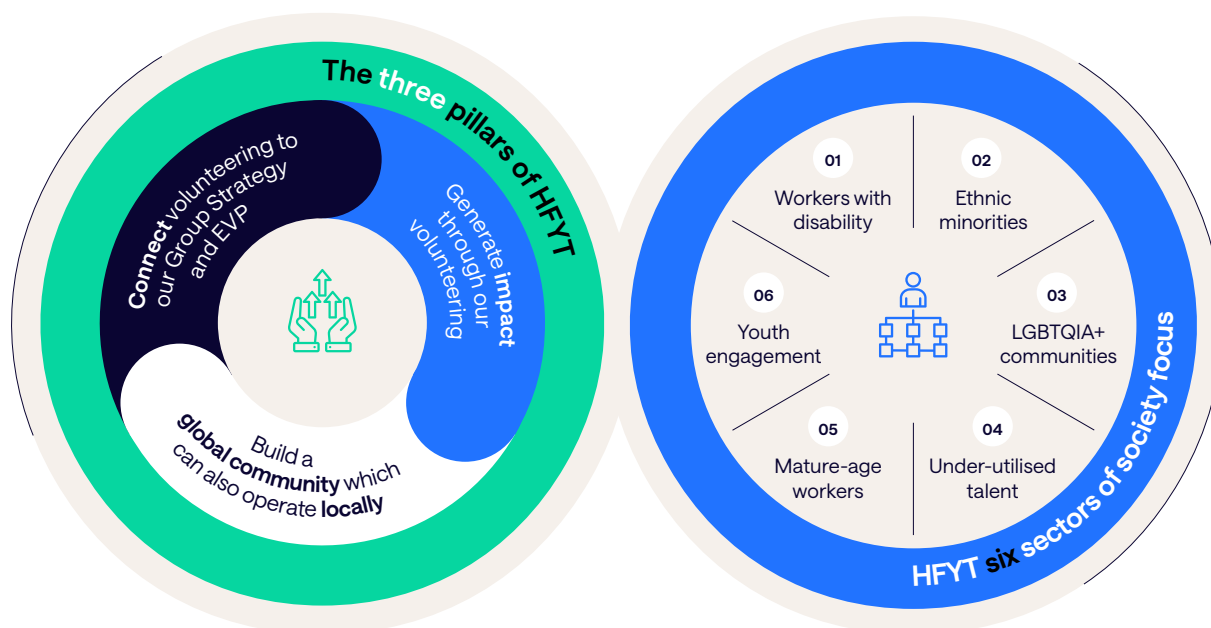 The three pillars of HFYT
Connect volunteering to
our Group Strategy
and EVP
Generate impact
through our
volunteering
Build a
global community which
can also operate locally
HFYT six sectors of society focus
01
Workers with
disability
02
Ethnic
minorities
03
LGBTQIA+
communities
04
Under-utilised
talent
05
Mature-age
workers
06
Youth
engagement